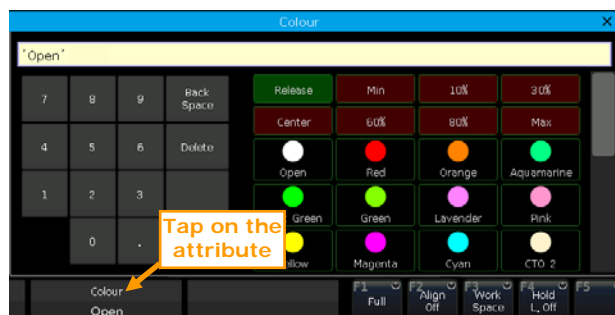 Colour
×
'Open'
7 8 9 Back Space
Release Min 10% 30%
Center 60% 80% Max
4 5 6 Delete
Open Red Orange Aquamarine
1 2 3
Green Green Lavender Pink
0 .
Tap on the
attribute
llow Magenta Cyan CTO 2
Colour
Open
F1 Full
F2 Align Off
F3 Work Space
F4 Hold L, Off
F5